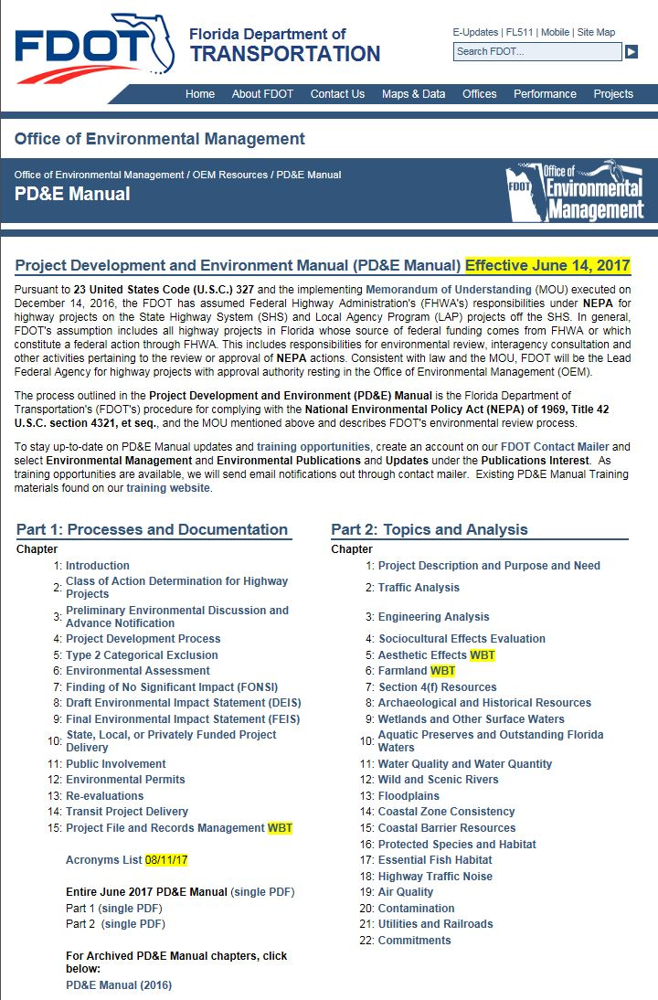 FDOT
Florida Department of
TRANSPORTATION
E-Updates | FL511 | Mobile | Site Map
Search FDOT...
Home About FDOT Contact Us Maps & Data Offices Performance Projects
Office of Environmental Management
Office of Environmental Management / OEM Resources / PD&E Manual
PD&E Manual
FDOT
Office of
Environmental
Management
Project Development and Environment Manual (PD&E Manual) Effective June 14, 2017
Pursuant to 23 United States Code (U.S.C.) 327 and the implementing Memorandum of Understanding (MOU) executed on
December 14, 2016, the FDOT has assumed Federal Highway Administration's (FHWA's) responsibilities under NEPA for
highway projects on the State Highway System (SHS) and Local Agency Program (LAP) projects off the SHS. In general,
FDOT's assumption includes all highway projects in Florida whose source of federal funding comes from FHWA or which
constitute a federal action through FHWA. This includes responsibilities for environmental review, interagency consultation and
other activities pertaining to the review or approval of NEPA actions. Consistent with law and the MOU, FDOT will be the Lead
Federal Agency for highway projects with approval authority resting in the Office of Environmental Management (OEM).
The process outlined in the Project Development and Environment (PD&E) Manual is the Florida Department of
Transportation's (FDOT's) procedure for complying with the National Environmental Policy Act (NEPA) of 1969, Title 42
U.S.C. section 4321, et seq., and the MOU mentioned above and describes FDOT's environmental review process.
To stay up-to-date on PD&E Manual updates and training opportunities, create an account on our FDOT Contact Mailer and
select Environmental Management and Environmental Publications and Updates under the Publications Interest. As
training opportunities are available, we will send email notifications out through contact mailer. Existing PD&E Manual Training
materials found on our training website.
Part 1: Processes and Documentation
Chapter
1: Introduction
2: Class of Action Determination for Highway
Projects
3: Preliminary Environmental Discussion and
Advance Notification
4: Project Development Process
5: Type 2 Categorical Exclusion
6: Environmental Assessment
7: Finding of No Significant Impact (FONSI)
8: Draft Environmental Impact Statement (DEIS)
9: Final Environmental Impact Statement (FEIS)
10: State, Local, or Privately Funded Project
Delivery
11: Public Involvement
12: Environmental Permits
13: Re-evaluations
14: Transit Project Delivery
15: Project File and Records Management WBT
Acronyms List 08/11/17
Entire June 2017 PD&E Manual (single PDF)
Part 1 (single PDF)
Part 2 (single PDF)
For Archived PD&E Manual chapters, click
below:
PD&E Manual (2016)
Part 2: Topics and Analysis
Chapter
1: Project Description and Purpose and Need
2: Traffic Analysis
3: Engineering Analysis
4: Sociocultural Effects Evaluation
5: Aesthetic Effects WBT
6: Farmland WBT
7: Section 4(f) Resources
8: Archaeological and Historical Resources
9: Wetlands and Other Surface Waters
10: Aquatic Preserves and Outstanding Florida
Waters
11: Water Quality and Water Quantity
12: Wild and Scenic Rivers
13: Floodplains
14: Coastal Zone Consistency
15: Coastal Barrier Resources
16: Protected Species and Habitat
17: Essential Fish Habitat
18: Highway Traffic Noise
19: Air Quality
20: Contamination
21: Utilities and Railroads
22: Commitments